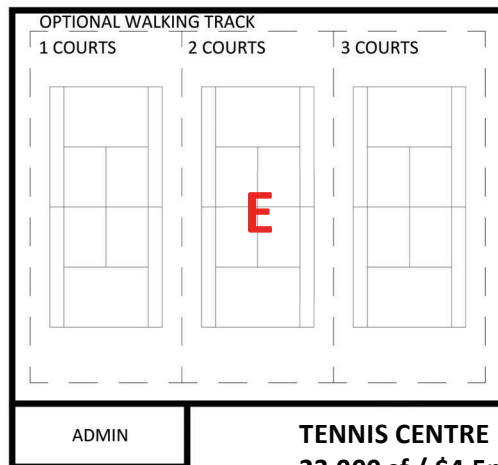 OPTIONAL WALKING TRACK
1 COURTS 2 COURTS 3 COURTS
E
ADMIN
TENNIS CENTRE